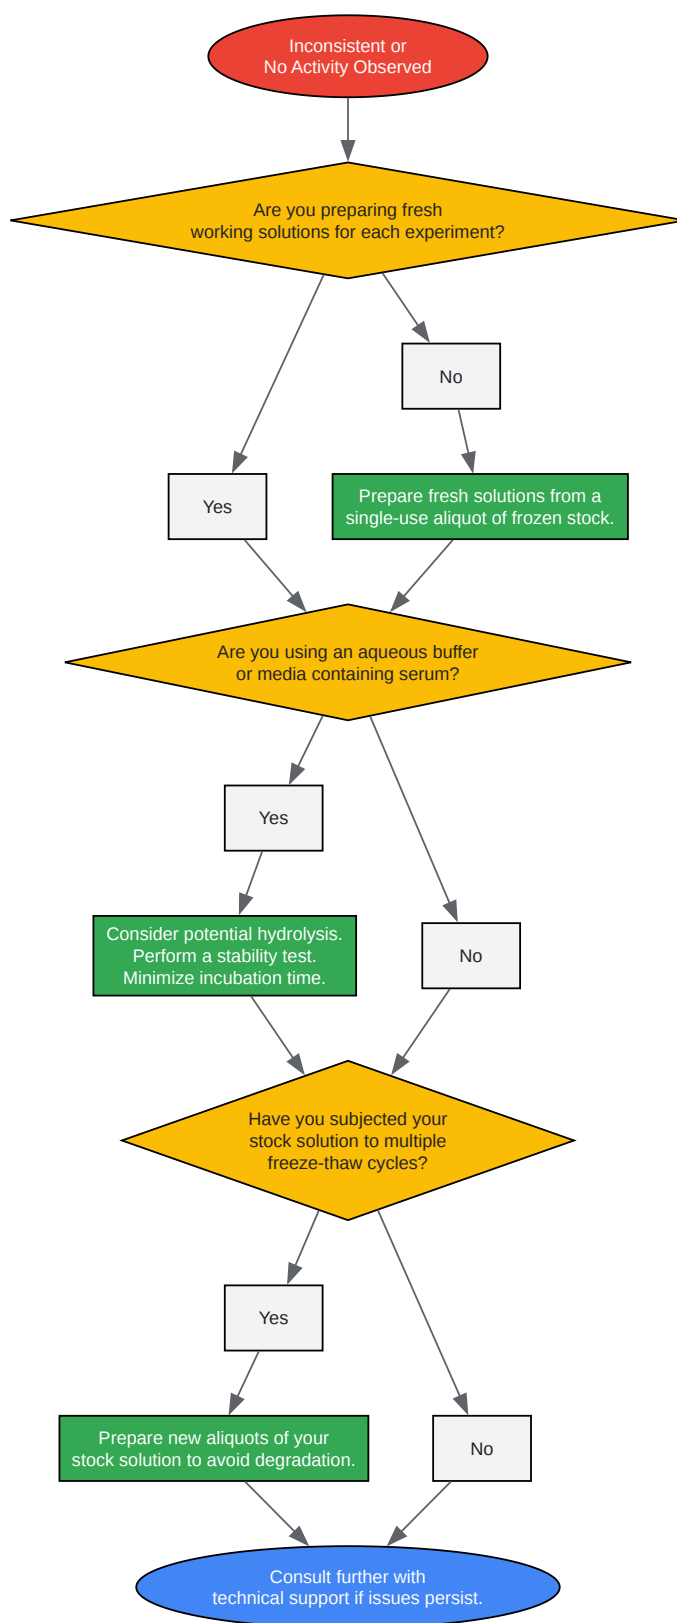 Inconsistent or
No Activity Observed
Are you preparing fresh
working solutions for each experiment?
No
Yes
Prepare fresh solutions from a
single-use aliquot of frozen stock.
Are you using an aqueous buffer
or media containing serum?
Yes
Consider potential hydrolysis.
Perform a stability test.
Minimize incubation time.
No
Have you subjected your
stock solution to multiple
freeze-thaw cycles?
Yes
Prepare new aliquots of your
stock solution to avoid degradation.
No
Consult further with
technical support if issues persist.